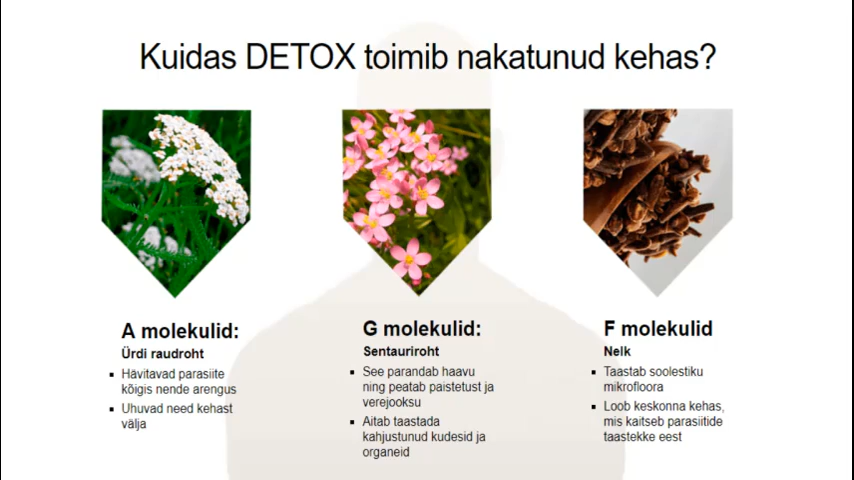 Kuidas DETOX toimib nakatunud kehas?
A molekulid:
Ürdi raudroht
▪ Hävitavad parasiite
kõigis nende arengus
▪ Uhuvad need kehast
välja
G molekulid:
Sentauriroht
▪ See parandab haavu
ning peatab paistetust ja
verejooksu
▪ Aitab taastada
kahjustunud kudesid ja
organeid
F molekulid
Nelk
▪ Taastab soolestiku
mikrofloora
▪ Loob keskonna kehas,
mis kaitseb parasiitide
taastekke eest